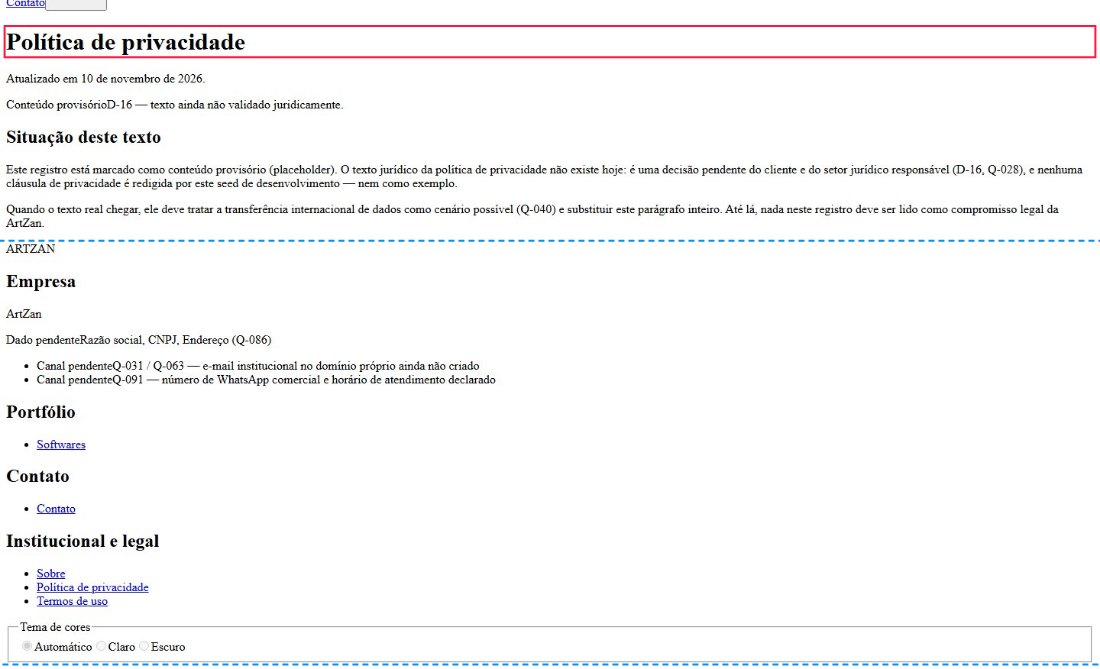 Contato
Política de privacidade
Atualizado em 10 de novembro de 2026.
Conteúdo provisórioD-16 — texto ainda não validado juridicamente.
Situação deste texto
Este registro está marcado como conteúdo provisório (placeholder). O texto jurídico da política de privacidade não existe hoje: é uma decisão pendente do cliente e do setor jurídico responsável (D-16, Q-028), e nenhuma
cláusula de privacidade é redigida por este seed de desenvolvimento — nem como exemplo.
Quando o texto real chegar, ele deve tratar a transferência internacional de dados como cenário possível (Q-040) e substituir este parágrafo inteiro. Até lá, nada neste registro deve ser lido como compromisso legal da
ArtZan.
ARTZAN
Empresa
ArtZan
Dado pendenteRazão social, CNPJ, Endereço (Q-086)
Canal pendenteQ-031 / Q-063 — e-mail institucional no domínio próprio ainda não criado
Canal pendenteQ-091 — número de WhatsApp comercial e horário de atendimento declarado
Portfólio
Softwares
Contato
Contato
Institucional e legal
Sobre
Política de privacidade
Termos de uso
Tema de cores
Automático Claro Escuro